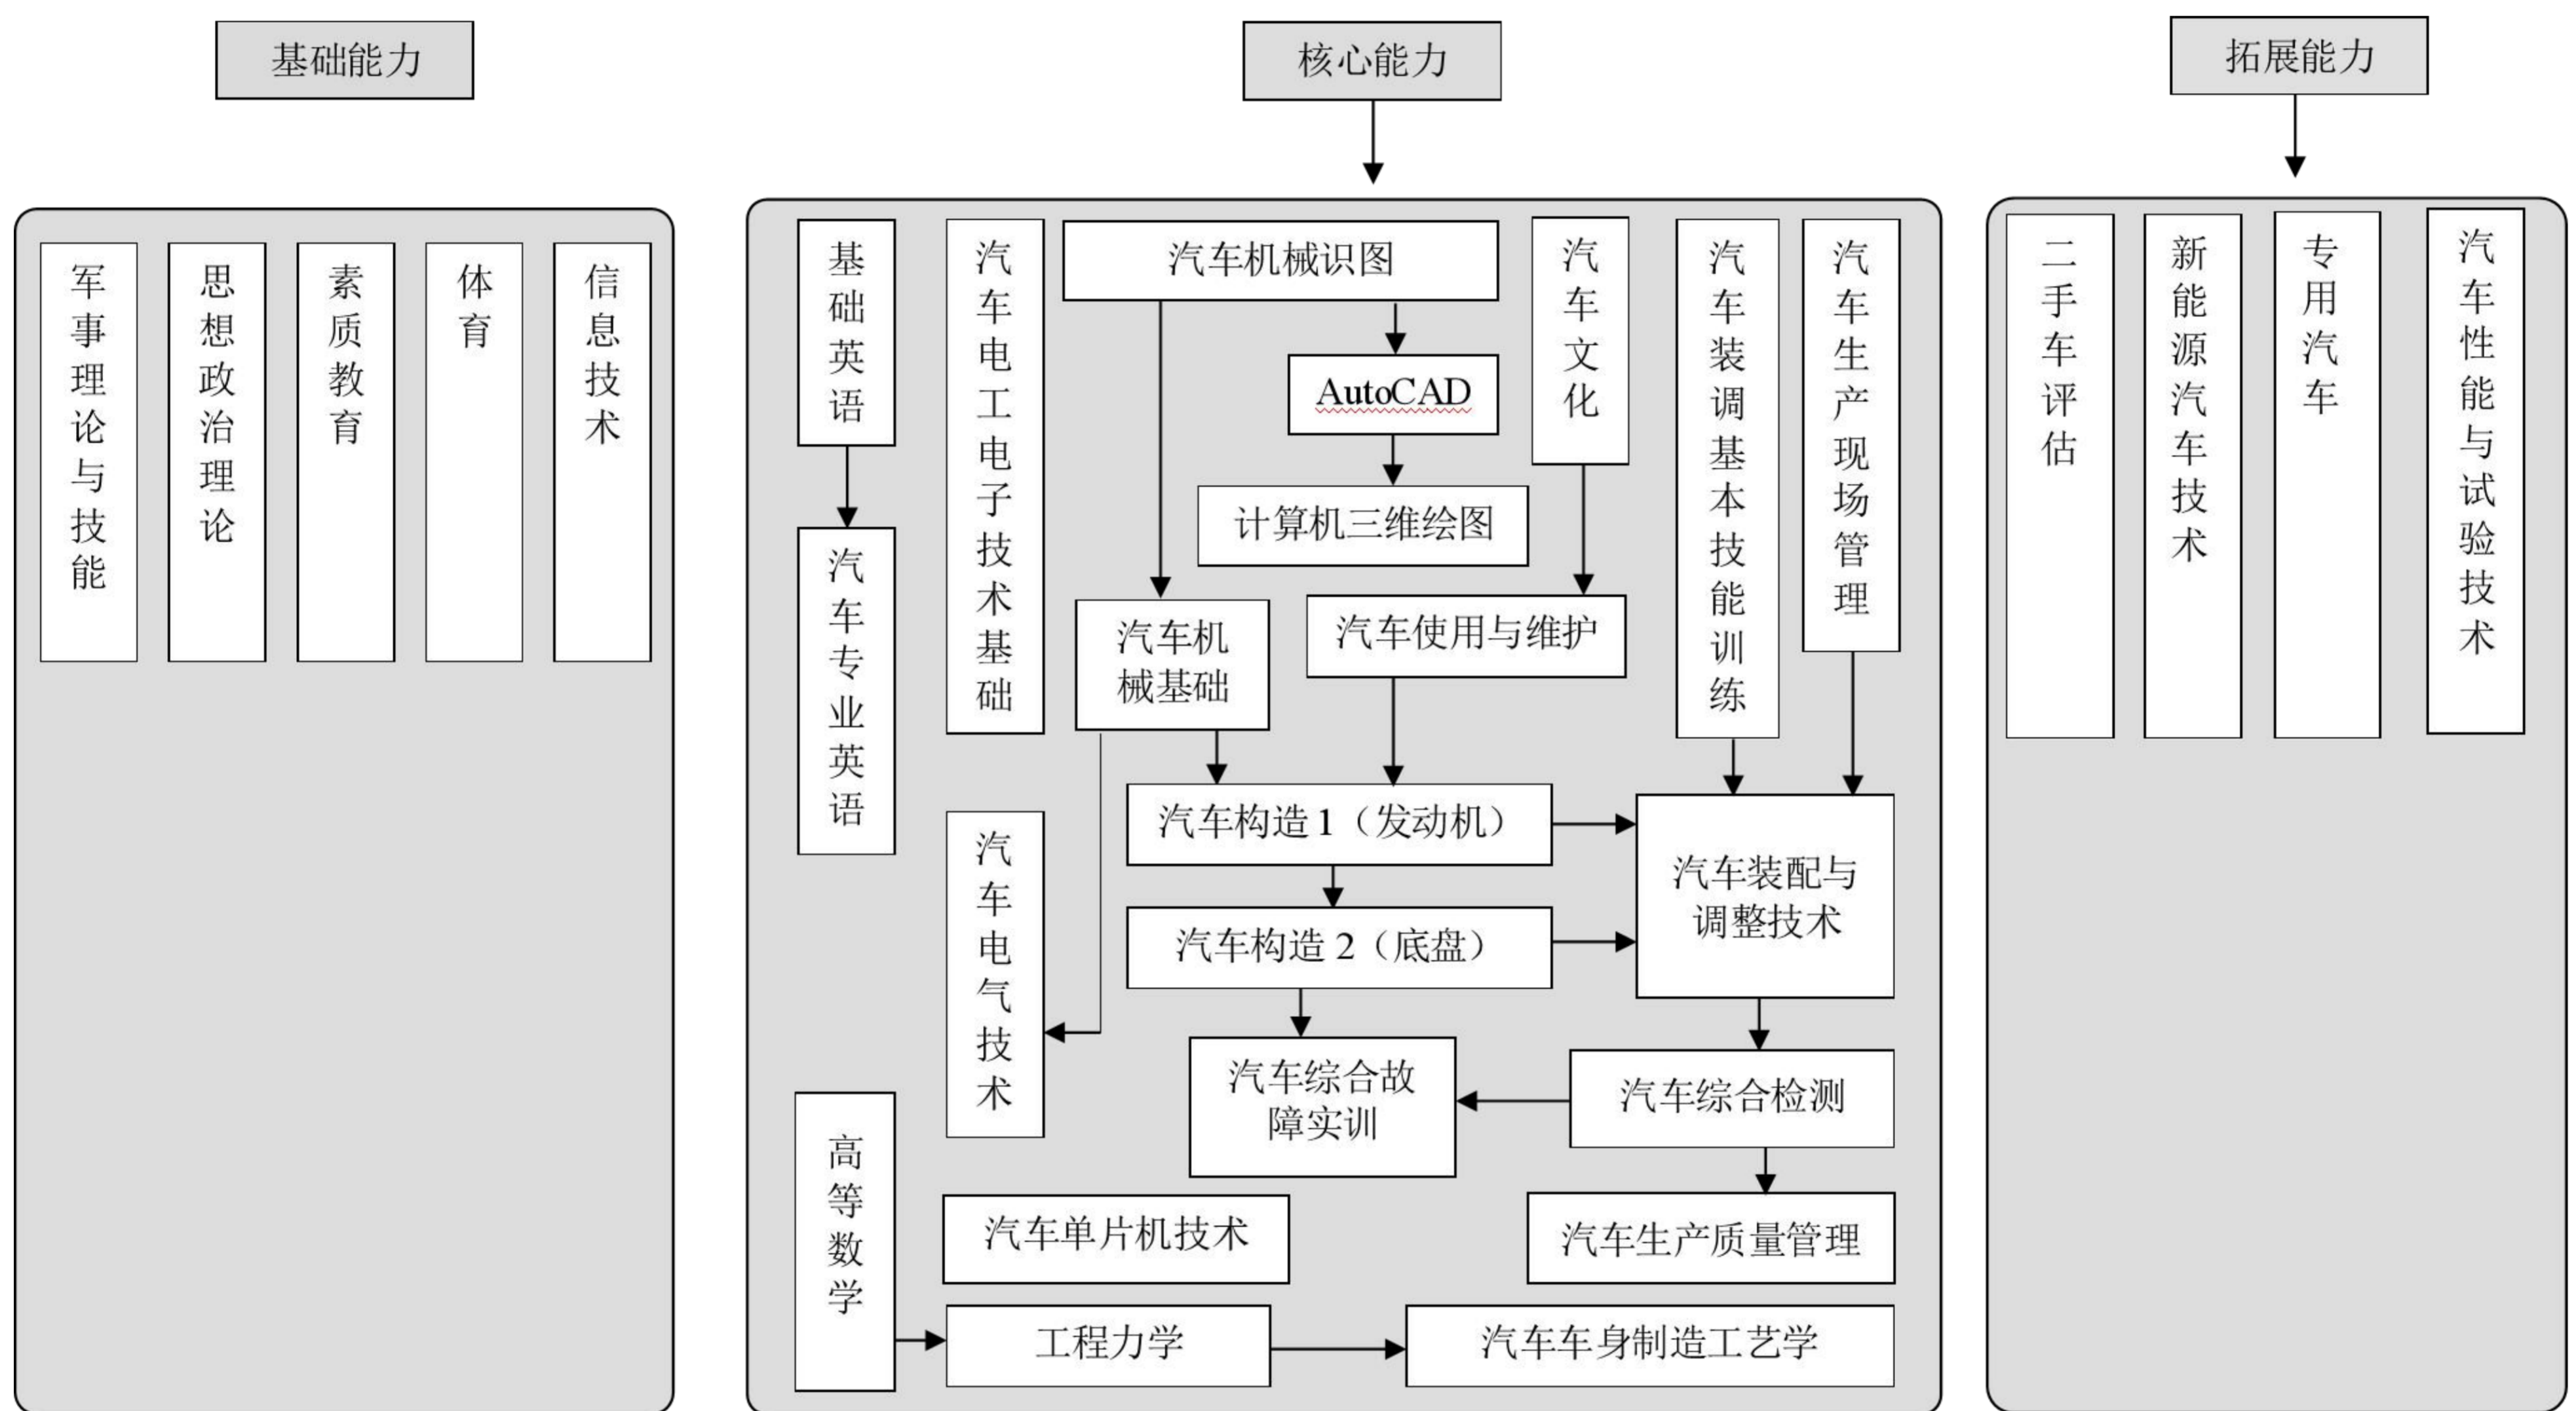 基础能力
核心能力
拓展能力
军事理论与技能
思想政治理论
素质教育
体育
信息技术
基础英语
汽车专业英语
高等数学
汽车电工电子技术基础
汽车电气技术
汽车机械识图
AutoCAD
计算机三维绘图
汽车文化
汽车机
械基础
汽车使用与维护
汽车装调基本技能训练
汽车生产现场管理
汽车构造1（发动机）
汽车构造2（底盘）
汽车装配与
调整技术
汽车综合故
障实训
汽车综合检测
汽车单片机技术
汽车生产质量管理
工程力学
汽车车身制造工艺学
二手车评估
新能源汽车技术
专用汽车
汽车性能与试验技术